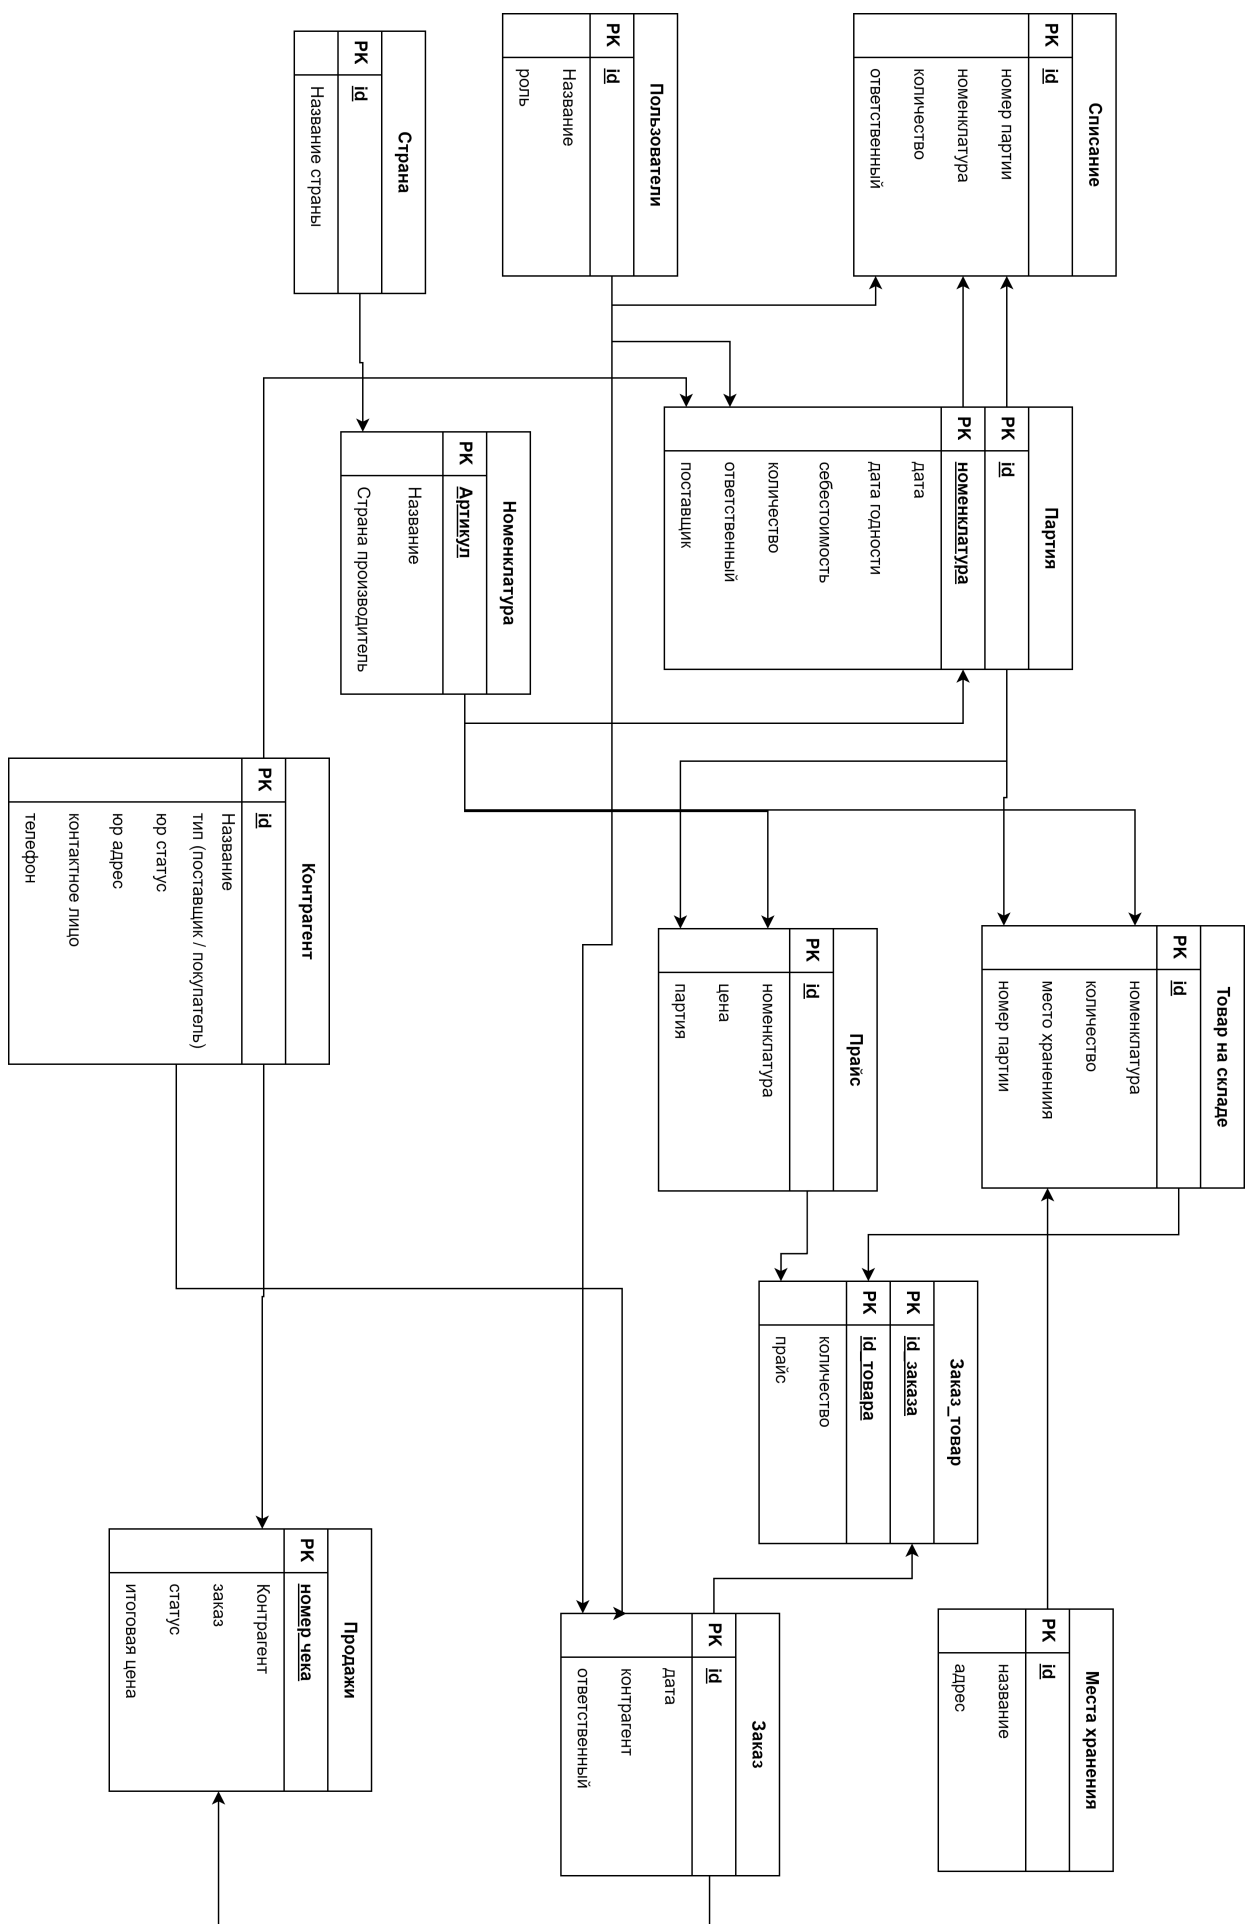 Списание
PK id
номер партии
номенклатура
количество
ответственный
Пользователи
PK id
Название
роль
Страна
PK id
Название страны
Партия
PK id
PK номенклатура
дата
дата годности
себестоимость
количество
ответственный
поставщик
Номенклатура
PK Артикул
Название
Страна производитель
Товар на складе
PK id
номенклатура
количество
место хранениия
номер партии
Прайс
PK id
номенклатура
цена
партия
Контрагент
PK id
Название
тип (поставщик / покупатель)
юр статус
юр адрес
контактное лицо
телефон
Заказ_товар
PK id_заказа
PK id_товара
количество
прайс
Места хранения
PK id
название
адрес
Заказ
PK id
дата
контрагент
ответственный
Продажи
PK номер чека
Контрагент
заказ
статус
итоговая цена